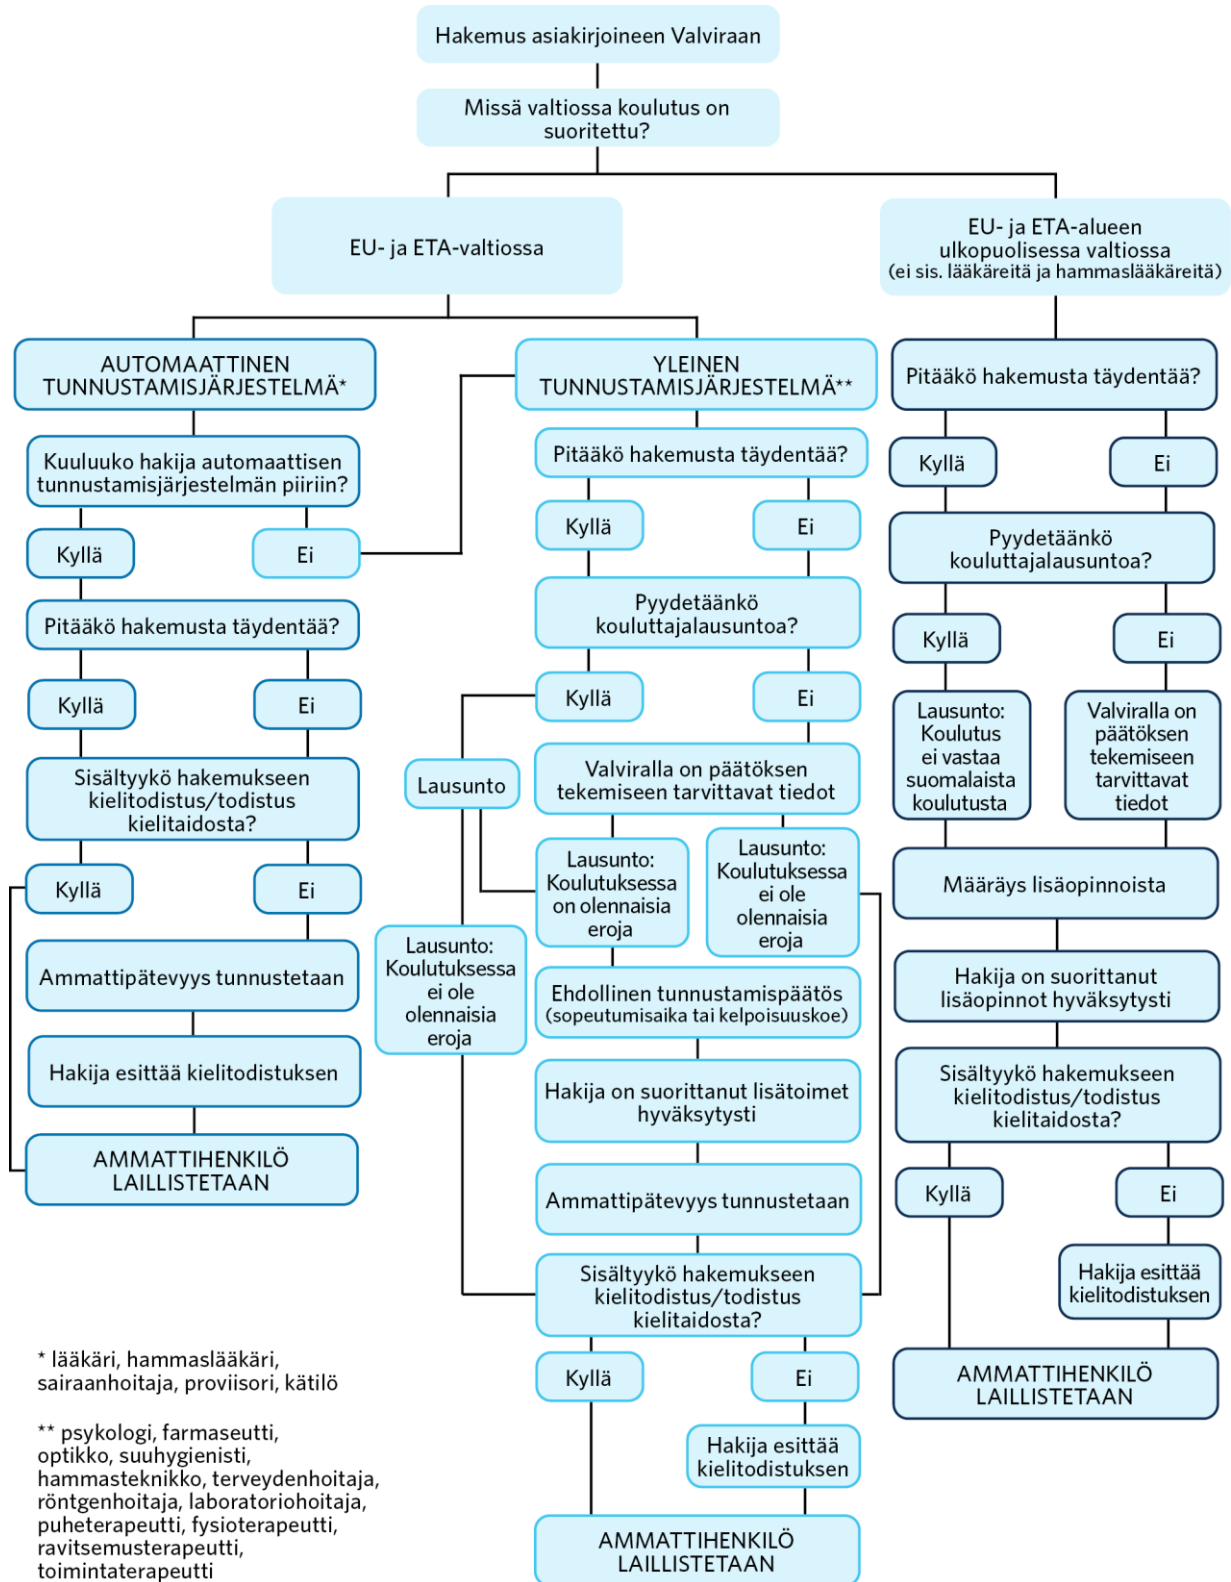 Hakemus asiakirjoineen Valviraan
Missä valtiossa koulutus on
suoritettu?
EU- ja ETA-valtiossa
EU- ja ETA-alueen
ulkopuolisessa valtiossa
(ei sis. lääkäreitä ja hammaslääkäreitä)
AUTOMAATTINEN
TUNNUSTAMISJÄRJESTELMÄ*
Kuuluuko hakija automaattisen
tunnustamisjärjestelmän piiriin?
Kyllä
Ei
Pitääkö hakemusta täydentää?
Kyllä
Ei
Sisältyykö hakemukseen
kielitodistus/todistus
kielitaidosta?
Kyllä
Ei
Ammattipätevyys tunnustetaan
Hakija esittää kielitodistuksen
AMMATTIHENKILÖ
LAILLISTETAAN
YLEINEN
TUNNUSTAMISJÄRJESTELMÄ**
Pitääkö hakemusta täydentää?
Kyllä
Ei
Pyydetäänkö
kouluttajalausuntoa?
Kyllä
Ei
Lausunto
Valviralla on päätöksen
tekemiseen tarvittavat tiedot
Lausunto:
Koulutuksessa
on olennaisia
eroja
Lausunto:
Koulutuksessa
ei ole
olennaisia
eroja
Lausunto:
Koulutuksessa
ei ole
olennaisia
eroja
Ehdollinen tunnustamispäätös
(sopeutumisaika tai kelpoisuuskoe)
Hakija on suorittanut lisätoimet
hyväksytysti
Ammattipätevyys tunnustetaan
Sisältyykö hakemukseen
kielitodistus/todistus
kielitaidosta?
Kyllä
Ei
Hakija esittää
kielitodistuksen
AMMATTIHENKILÖ
LAILLISTETAAN
Pitääkö hakemusta täydentää?
Kyllä
Ei
Pyydetäänkö
kouluttajalausuntoa?
Kyllä
Ei
Lausunto:
Koulutus
ei vastaa
suomalaista
koulutusta
Valviralla on
päätöksen
tekemiseen
tarvittavat
tiedot
Määräys lisäopinnoista
Hakija on suorittanut
lisäopinnot hyväksytysti
Sisältyykö hakemukseen
kielitodistus/todistus
kielitaidosta?
Kyllä
Ei
Hakija esittää
kielitodistuksen
AMMATTIHENKILÖ
LAILLISTETAAN
* lääkäri, hammaslääkäri,
sairaanhoitaja, proviisori, kätilö
** psykologi, farmaseutti,
optikko, suuhygienisti,
hammasteknikko, terveydenhoitaja,
röntgenhoitaja, laboratoriohoitaja,
puheterapeutti, fysioterapeutti,
ravitsemusterapeutti,
toimintaterapeutti